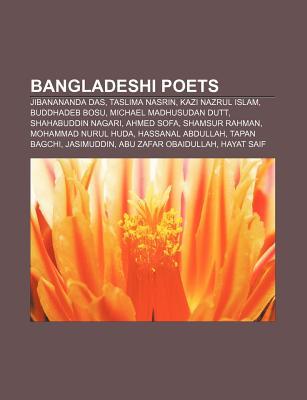 BANGLADESHI POETS
JIBANANANDA DAS, TASLIMA NASRIN, KAZI NAZRUL ISLAM,
BUDDHADEB BOSU, MICHAEL MADHUSUDAN DUTT,
SHAHABUDDIN NAGARI, AHMED SOFA, SHAMSUR RAHMAN,
MOHAMMAD NURUL HUDA, HASSANAL ABDULLAH, TAPAN
BAGCHI, JASIMUDDIN, ABU ZAFAR OBAIDULLAH, HAYAT SAIF